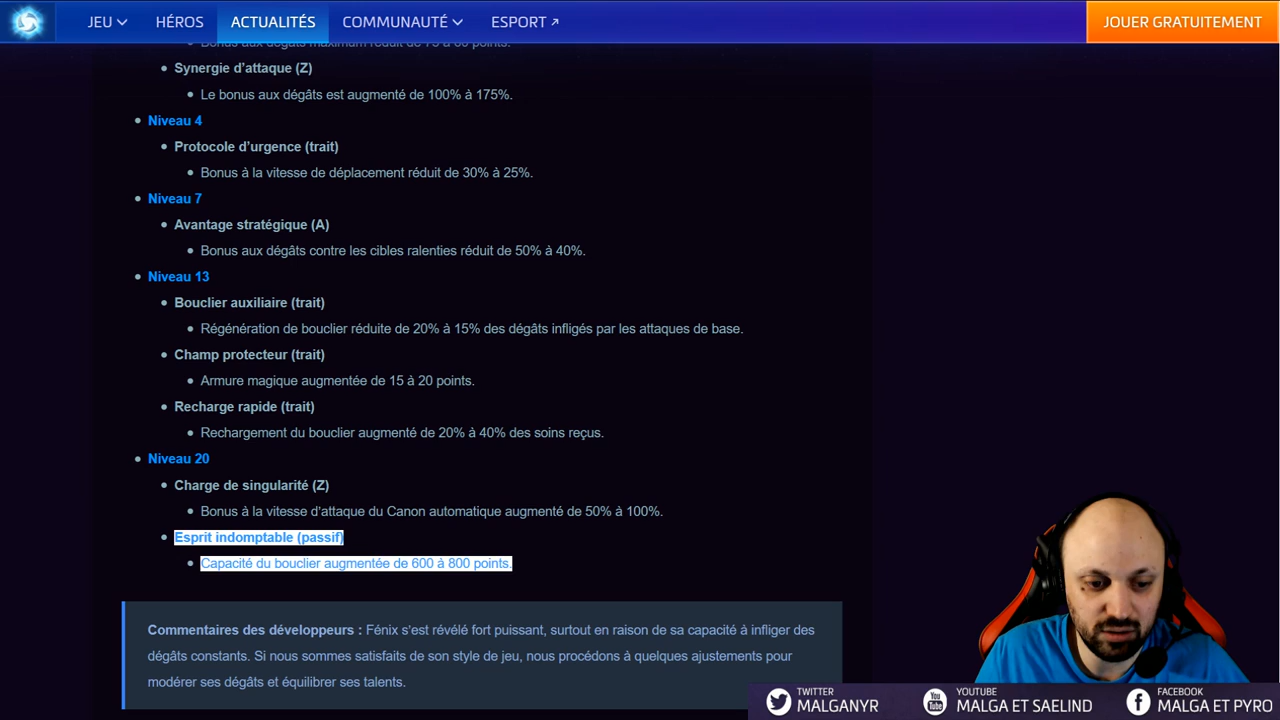 JEU HÉROS ACTUALITÉS COMMUNAUTÉ ESPORT JOUER GRATUITEMENT
Synergie d'attaque (Z)
Le bonus aux dégâts est augmenté de 100% à 175%.
Niveau 4
Protocole d'urgence (trait)
Bonus à la vitesse de déplacement réduit de 30% à 25%.
Niveau 7
Avantage stratégique (A)
Bonus aux dégâts contre les cibles ralenties réduit de 50% à 40%.
Niveau 13
Bouclier auxiliaire (trait)
Régénération de bouclier réduite de 20% à 15% des dégâts infligés par les attaques de base.
Champ protecteur (trait)
Armure magique augmentée de 15 à 20 points.
Recharge rapide (trait)
Rechargement du bouclier augmenté de 20% à 40% des soins reçus.
Niveau 20
Charge de singularité (Z)
Bonus à la vitesse d'attaque du Canon automatique augmenté de 50% à 100%.
Esprit indomptable (passif)
Capacité du bouclier augmentée de 600 à 800 points.
Commentaires des développeurs : Fénix s'est révélé fort puissant, surtout en raison de sa capacité à infliger des
dégâts constants. Si nous sommes satisfaits de son style de jeu, nous procédons à quelques ajustements pour
modérer ses dégâts et équilibrer ses talents.
TWITTER
MALGANYR
You Tube
YOUTUBE
MALGA ET SAELIND
FACEBOOK
MALGA ET PYRO